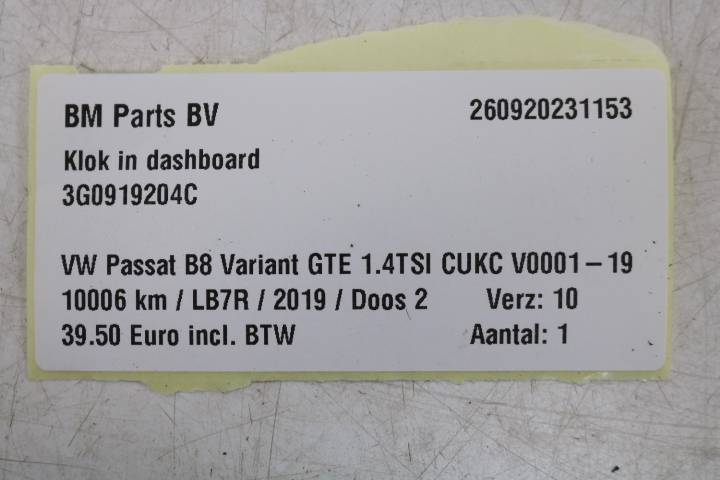 BM Parts BV 260920231153
Klok in dashboard
3G0919204C
VW Passat B8 Variant GTE 1.4TSI CUKC V0001-19
10006 km / LB7R / 2019 / Doos 2 Verz: 10
39.50 Euro incl. BTW Aantal: 1